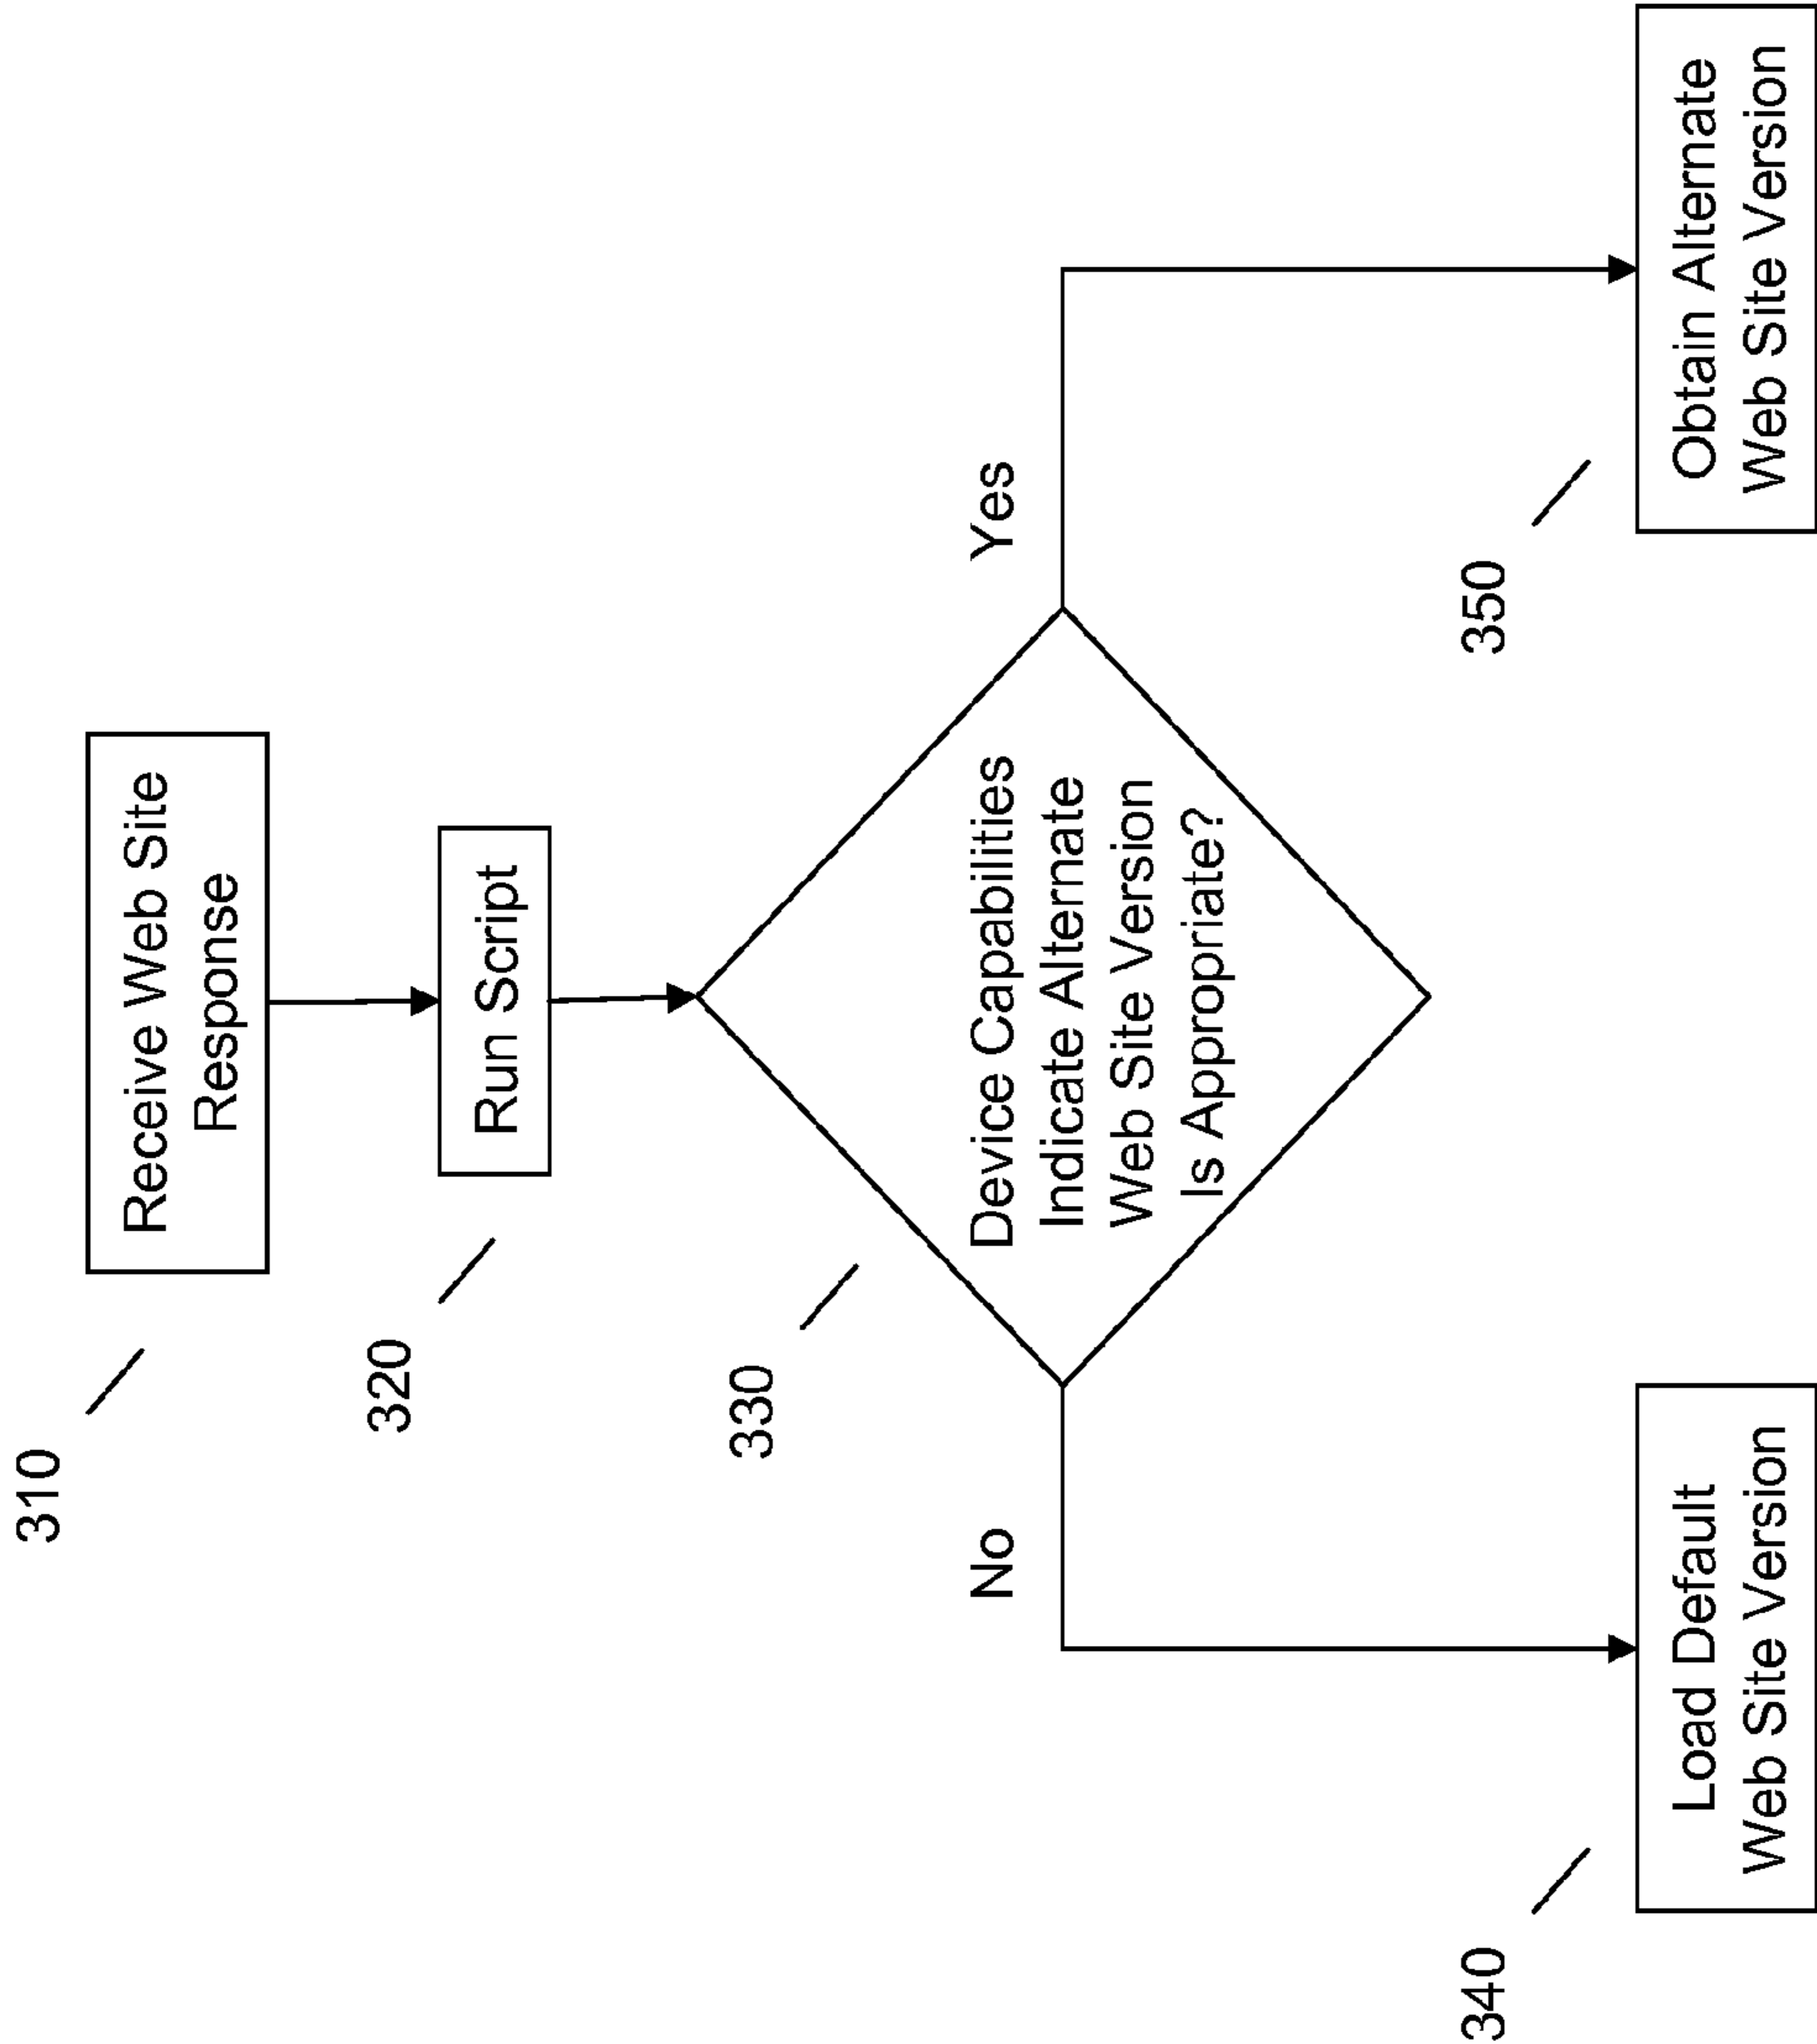 310
Receive Web Site
Response
320
Run Script
330
Device Capabilities
Indicate Alternate
Web Site Version
Is Appropriate?
No
Yes
340
Load Default
Web Site Version
350
Obtain Alternate
Web Site Version